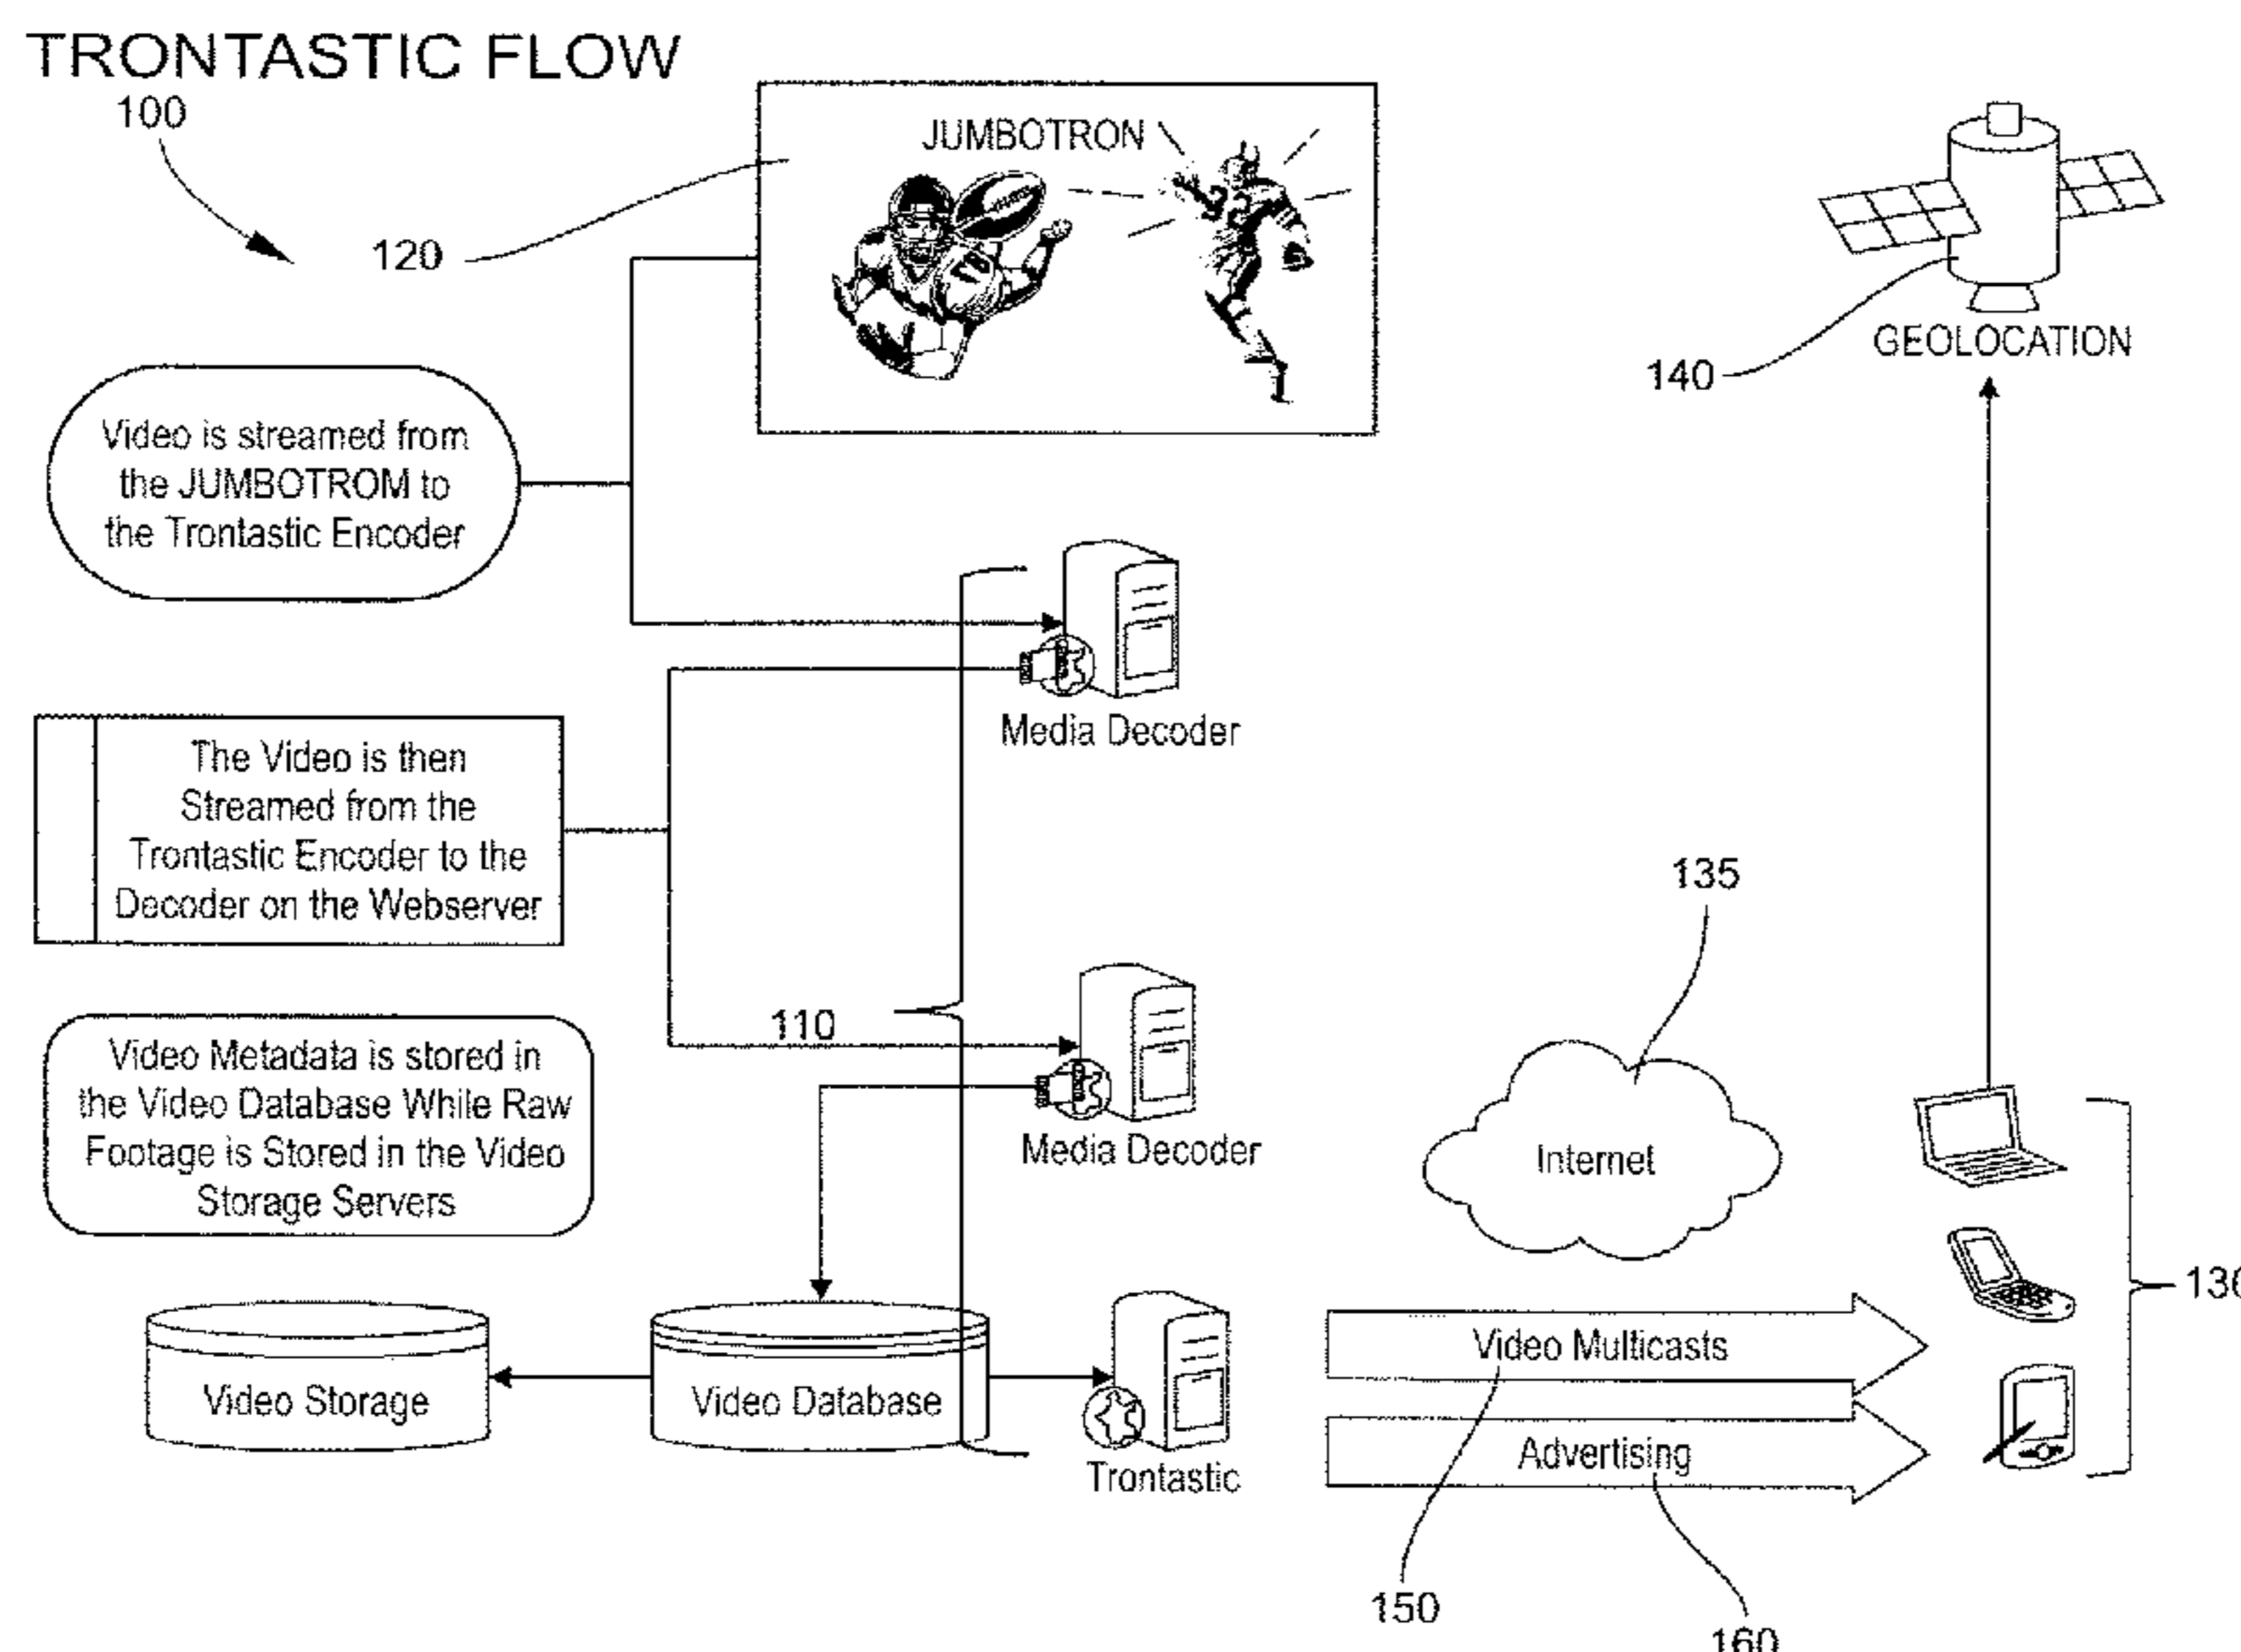 TRONTASTIC FLOW
100
120
JUMBOTRON
140
GEOLOCATION
Video is streamed from
the JUMBOTROM to
the Trontastic Encoder
Media Decoder
The Video is then
Streamed from the
Trontastic Encoder to the
Decoder on the Webserver
110
Media Decoder
Video Metadata is stored in
the Video Database While Raw
Footage is Stored in the Video
Storage Servers
135
Internet
Video Storage
Video Database
Trontastic
Video Multicasts
Advertising
130
150
160